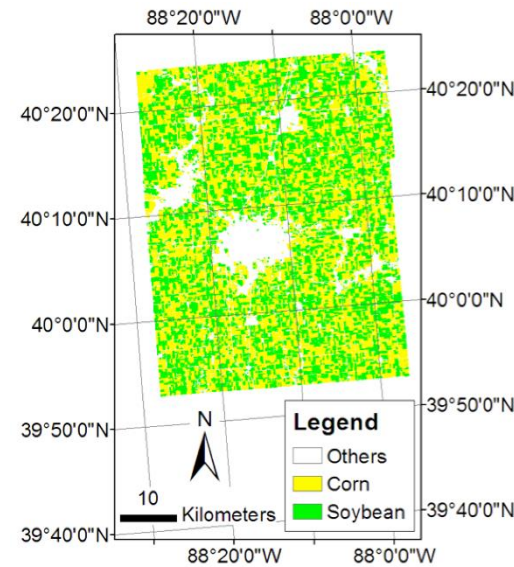 88°20'0"W 88°0'0"W
40°20'0"N 40°20'0"N
40°10'0"N 40°10'0"N
40°0'0"N 40°0'0"N
39°50'0"N 39°50'0"N
39°40'0"N 39°40'0"N
N
10
Kilometers
Legend
Others
Corn
Soybean
88°20'0"W 88°0'0"W